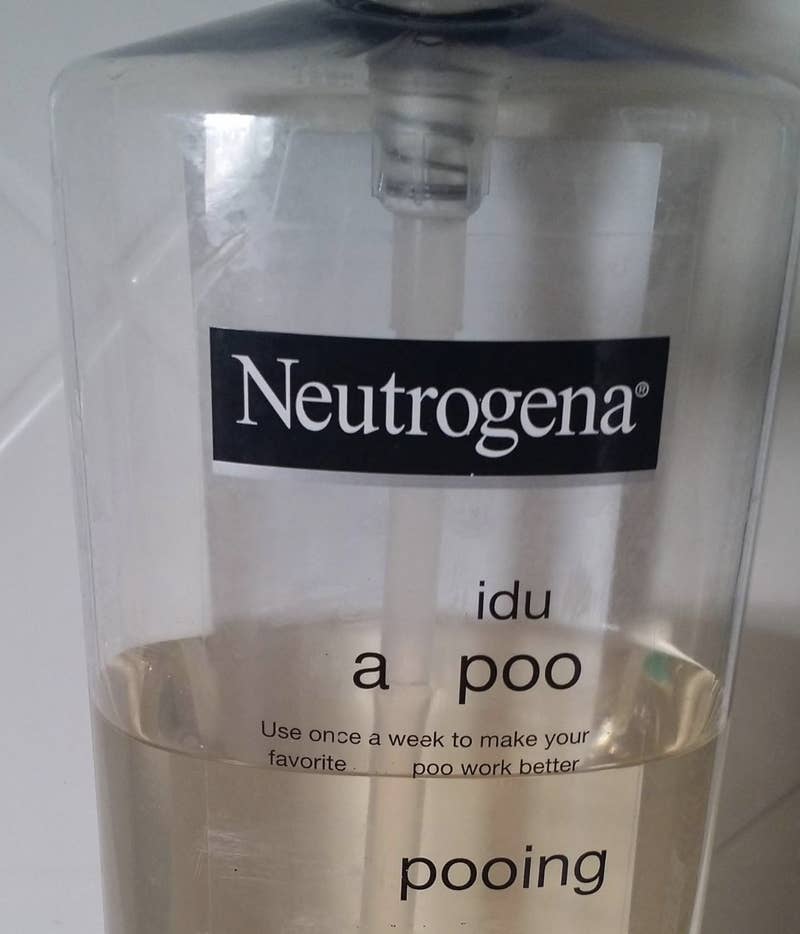 Neutrogena®
idu
a poo
Use once a week to make your
favorite poo work better
pooing